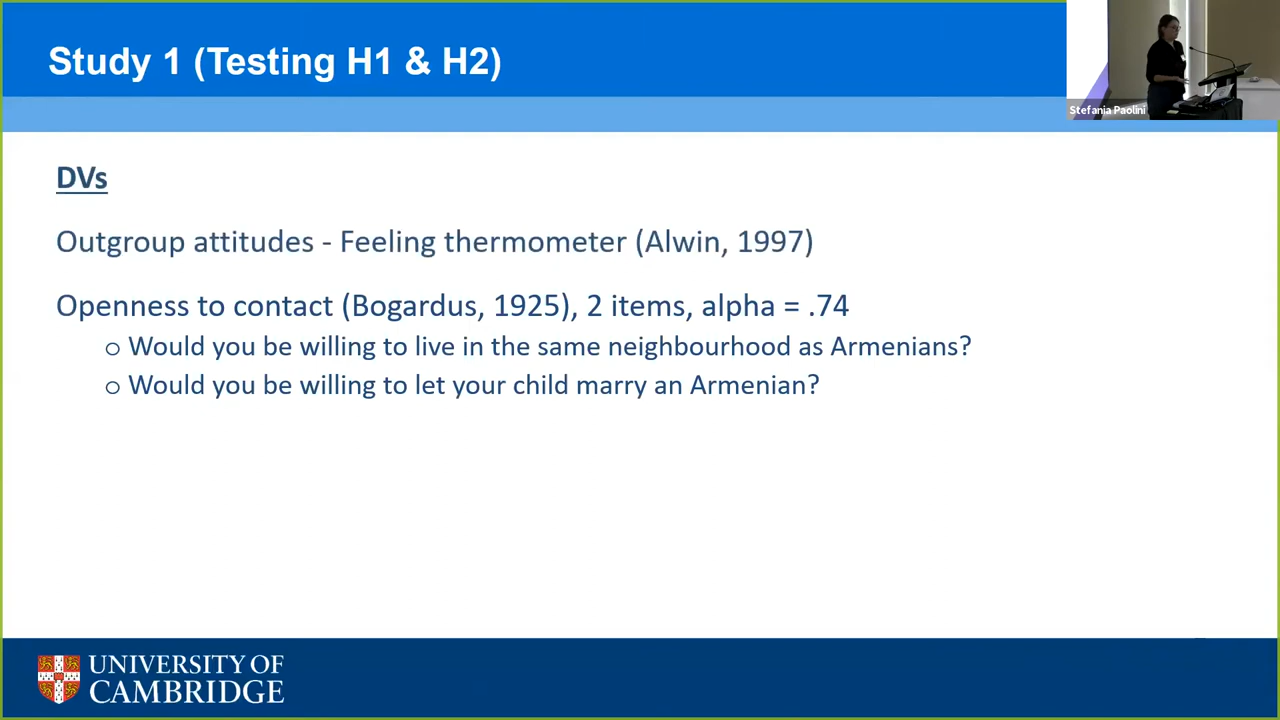 Study 1 (Testing H1 & H2)
Stefania Paolini
DVs
Outgroup attitudes - Feeling thermometer (Alwin, 1997)
Openness to contact (Bogardus, 1925), 2 items, alpha = .74
o Would you be willing to live in the same neighbourhood as Armenians?
o Would you be willing to let your child marry an Armenian?
UNIVERSITY OF
CAMBRIDGE